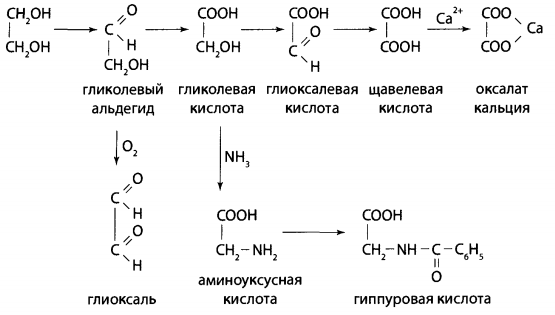 CH₂OH O COOH COOH COOH Ca²⁺ COO
C Ca
CH₂OH H CH₂OH C O COOH COO
CH₂OH H
гликолевый гликолевая глиоксалевая щавелевая оксалат
альдегид кислота кислота кислота кальция
O₂ NH₃
O
C
H COOH COOH
O
C CH₂–NH₂ CH₂–NH–C–C₆H₅
H O
аминоуксусная
глиоксаль кислота гиппуровая кислота